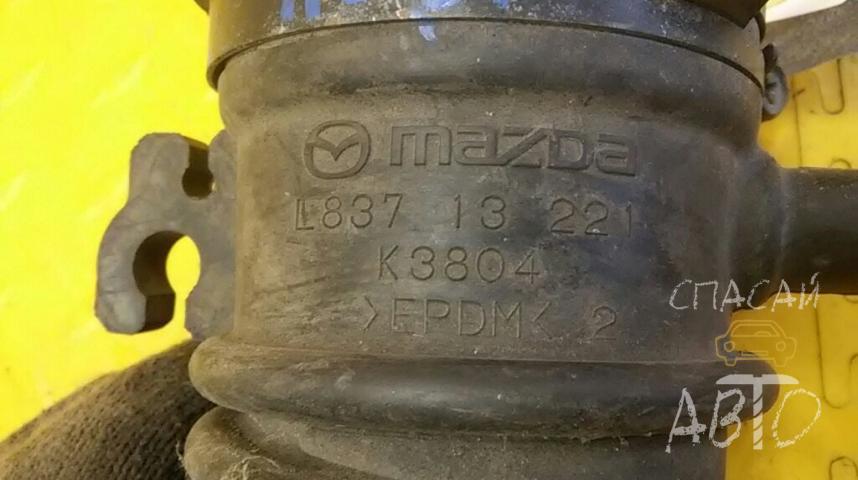 mazda
L837 13 221
K3804
>EPDM< 2
СПАСАЙ
АВТО